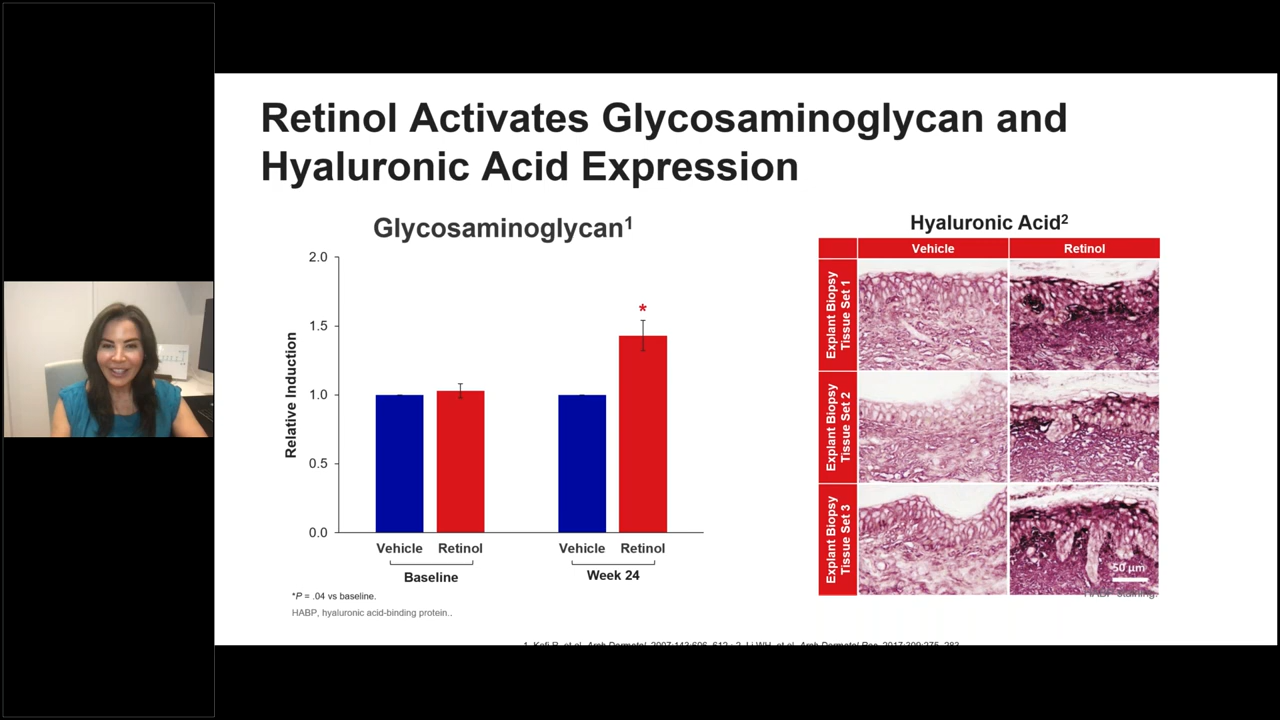 Retinol Activates Glycosaminoglycan and
Hyaluronic Acid Expression
Glycosaminoglycan1
2.0
1.5
1.0
0.5
0.0
Relative Induction
Vehicle Retinol Vehicle Retinol
Baseline Week 24
*P = .04 vs baseline.
HABP, hyaluronic acid-binding protein..
Hyaluronic Acid2
Vehicle Retinol
Explant Biopsy
Tissue Set 1
Explant Biopsy
Tissue Set 2
Explant Biopsy
Tissue Set 3
50 µm
HABP staining.